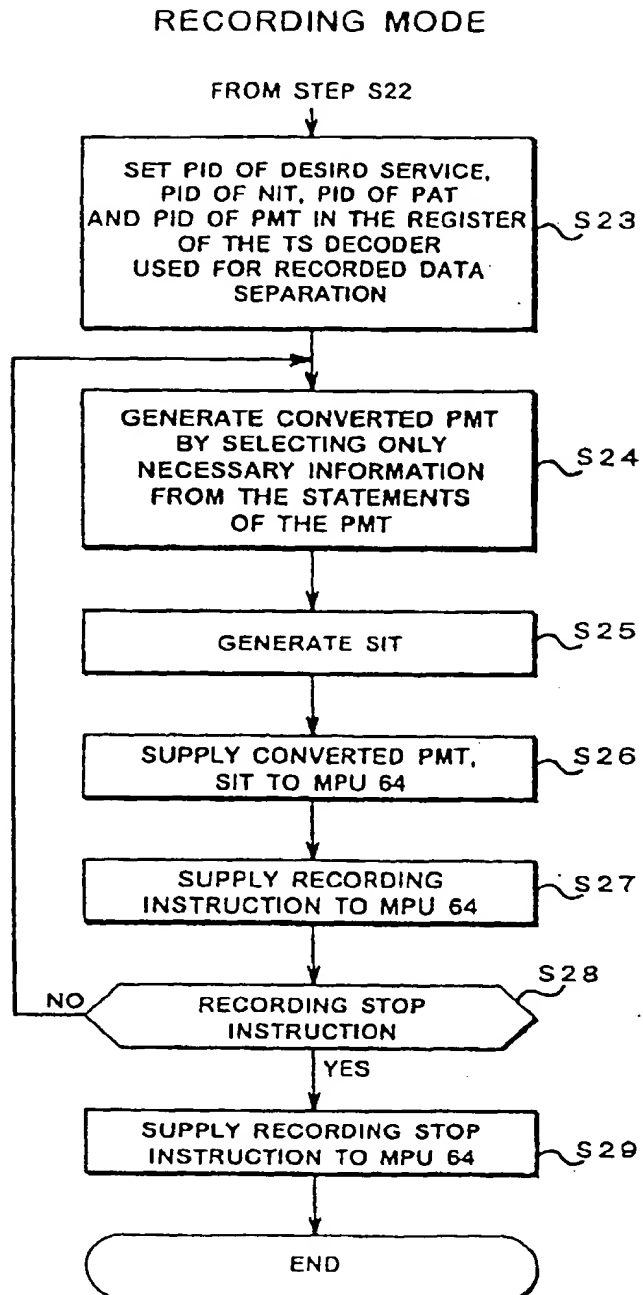 RECORDING MODE
FROM STEP S22
SET PID OF DESIRD SERVICE,
PID OF NIT, PID OF PAT
AND PID OF PMT IN THE REGISTER
OF THE TS DECODER
USED FOR RECORDED DATA
SEPARATION
S23
GENERATE CONVERTED PMT
BY SELECTING ONLY
NECESSARY INFORMATION
FROM THE STATEMENTS
OF THE PMT
S24
GENERATE SIT
S25
SUPPLY CONVERTED PMT,
SIT TO MPU 64
S26
SUPPLY RECORDING
INSTRUCTION TO MPU 64
S27
S28
NO
RECORDING STOP
INSTRUCTION
YES
SUPPLY RECORDING STOP
INSTRUCTION TO MPU 64
S29
END